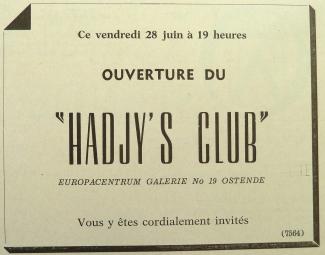 Ce vendredi 28 juin à 19 heures
OUVERTURE DU
"HADJY'S CLUB"
EUROPACENTRUM GALERIE No 19 OSTENDE
Vous y êtes cordialement invités
(7564)